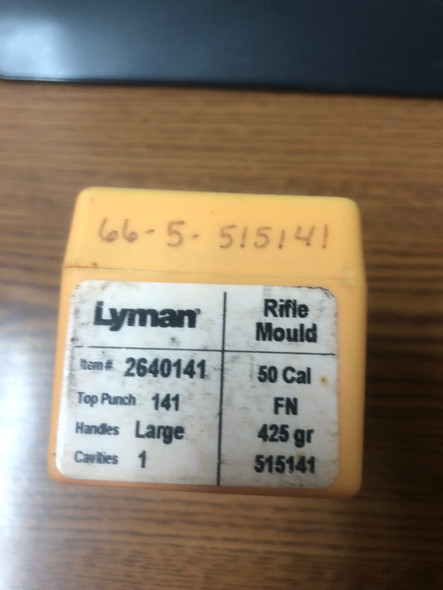 66-5-515141
Lyman®
Item# 2640141
Top Punch 141
Handles Large
Cavities 1
Rifle
Mould
50 Cal
FN
425 gr
515141